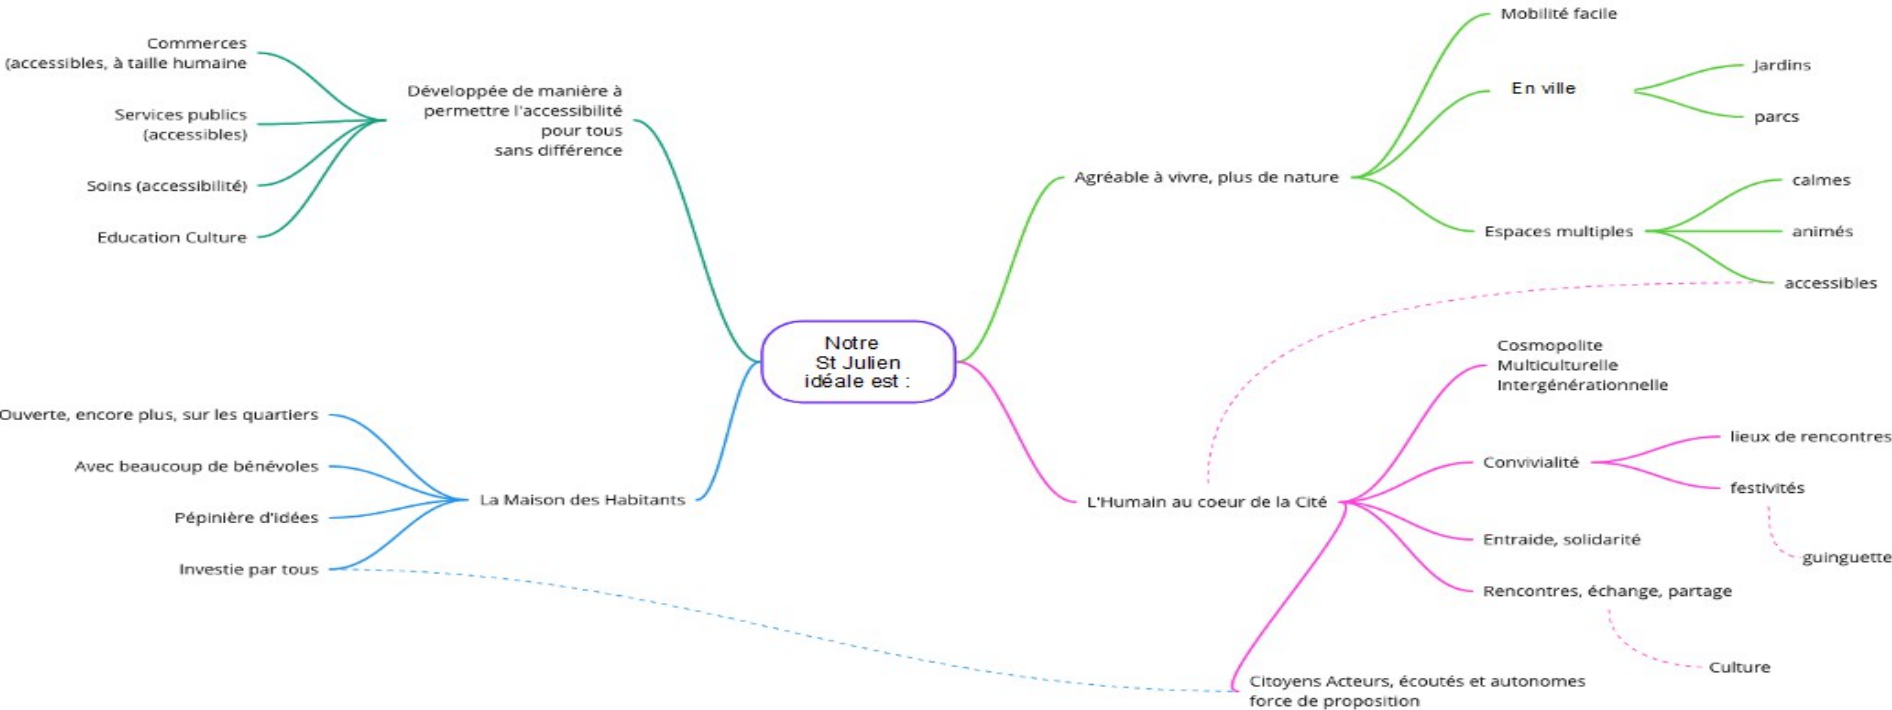 Notre
St Julien
idéale est :
Développée de manière à
permettre l'accessibilité
pour tous
sans différence
Commerces
(accessibles, à taille humaine
Services publics
(accessibles)
Soins (accessibilité)
Education Culture
La Maison des Habitants
Ouverte, encore plus, sur les quartiers
Avec beaucoup de bénévoles
Pépinière d'idées
Investie par tous
Agréable à vivre, plus de nature
Mobilité facile
En ville
Jardins
parcs
Espaces multiples
calmes
animés
accessibles
L'Humain au coeur de la Cité
Cosmopolite
Multiculturelle
Intergénérationnelle
Convivialité
lieux de rencontres
festivités
guinguette
Entraide, solidarité
Rencontres, échange, partage
Culture
Citoyens Acteurs, écoutés et autonomes
force de proposition